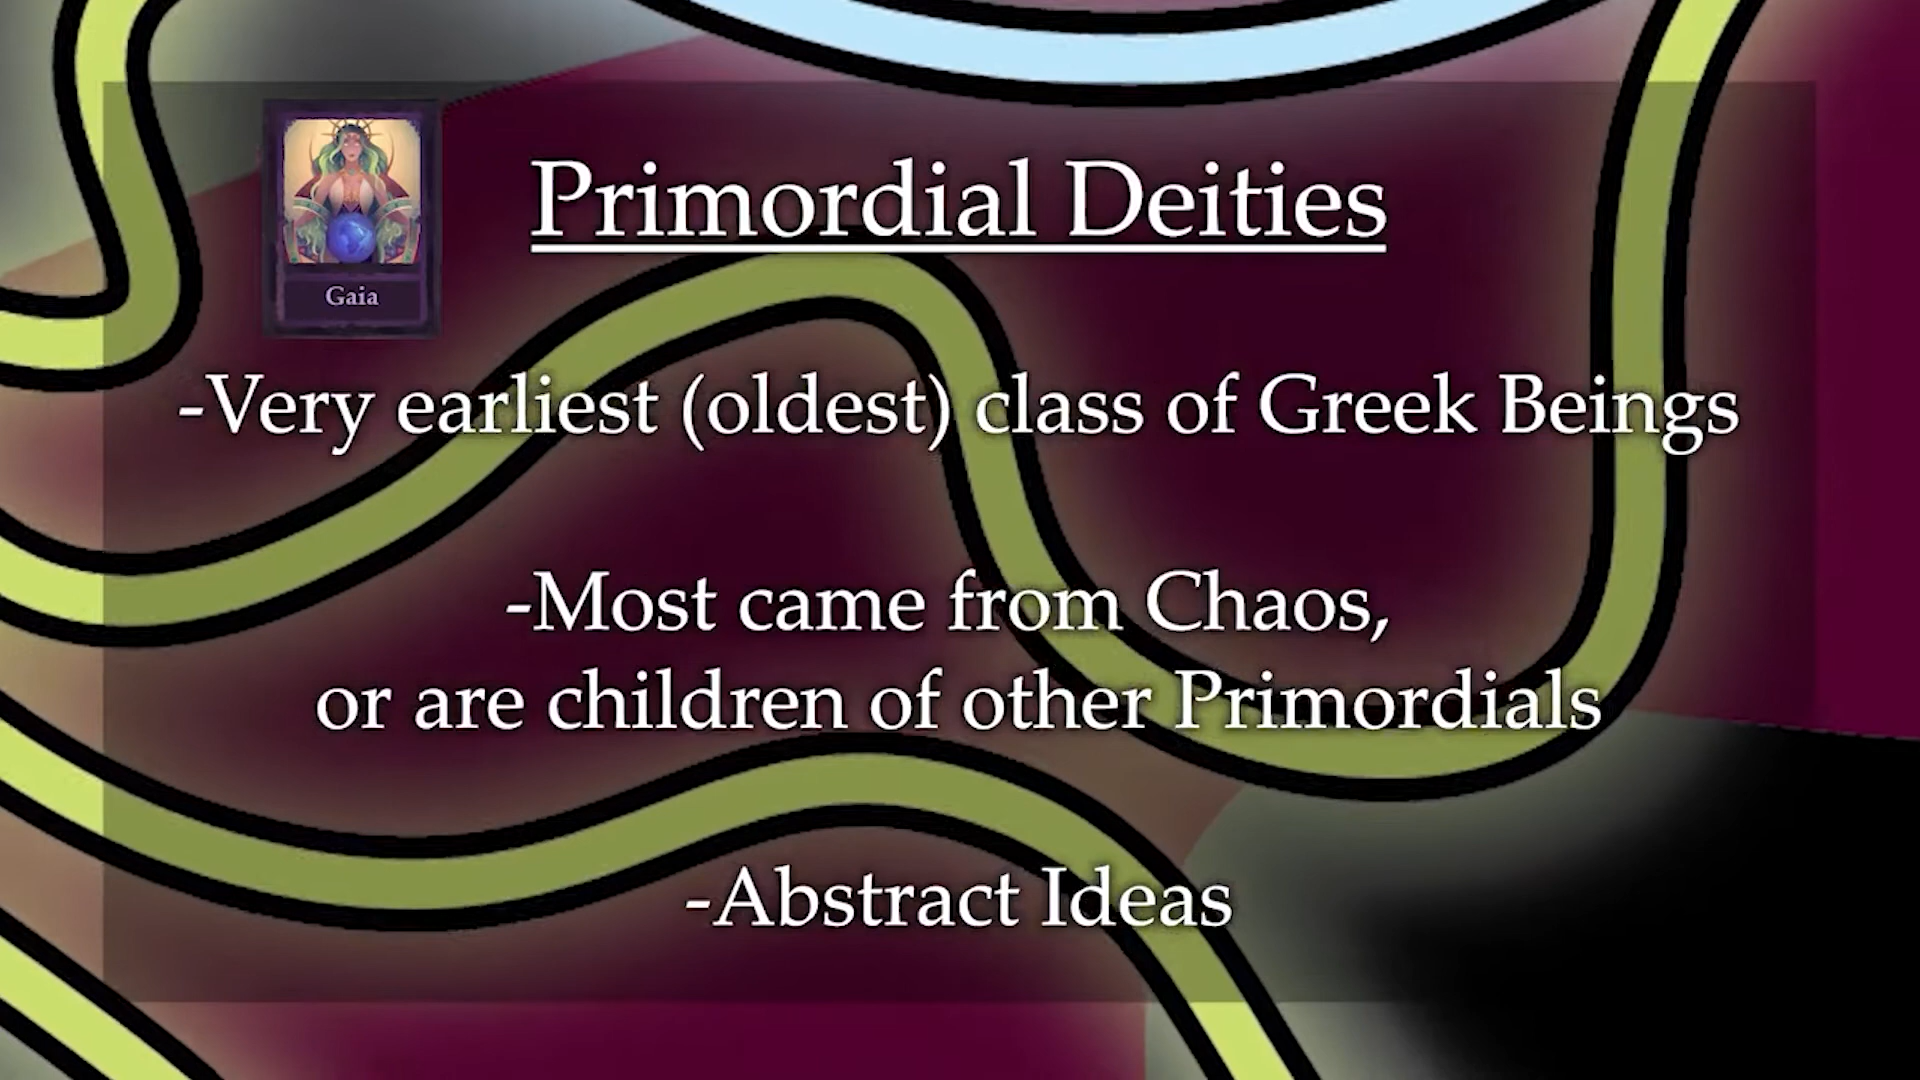 Primordial Deities
Gaia
-Very earliest (oldest) class of Greek Beings
-Most came from Chaos,
or are children of other Primordials
-Abstract Ideas